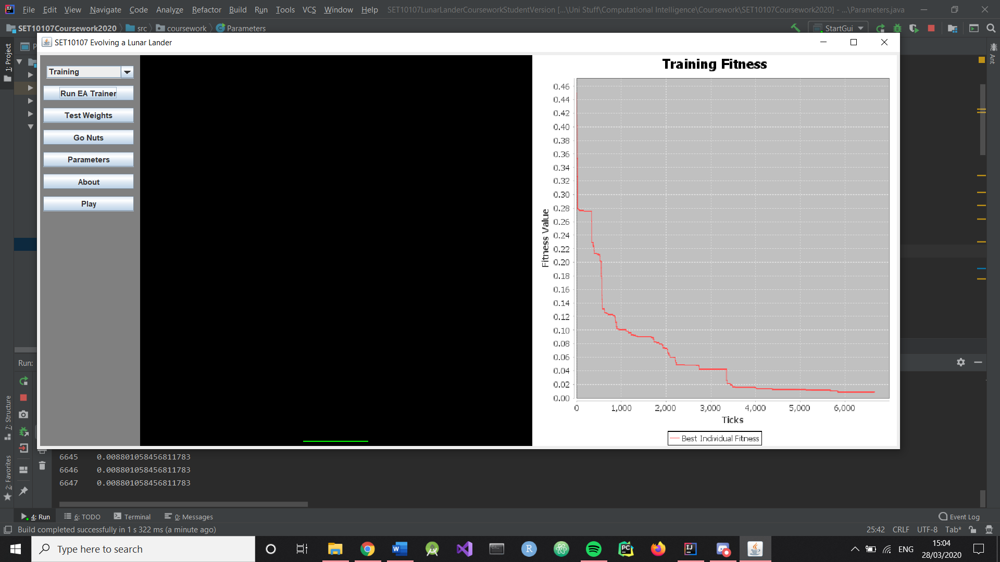 File Edit View Navigate Code Analyze Refactor Build Run Tools VCS Window Help SET10107LunarLanderCourseworkStudentVersion [...\Uni Stuff\Computational Intelligence\Coursework\SET10107Coursework2020] - ...\Parameters.java
SET10107Coursework2020 src coursework Parameters StartGui
SET10107 Evolving a Lunar Lander
1: Project
P
Ant
Training
Run EA Trainer
Test Weights
Go Nuts
Parameters
About
Play
Training Fitness
Fitness Value
0.46
0.44
0.42
0.40
0.38
0.36
0.34
0.32
0.30
0.28
0.26
0.24
0.22
0.20
0.18
0.16
0.14
0.12
0.10
0.08
0.06
0.04
0.02
0.00
0 1,000 2,000 3,000 4,000 5,000 6,000
Ticks
Best Individual Fitness
Run:
7: Structure
2: Favorites
6645 0.008801058456811783
6646 0.008801058456811783
6647 0.008801058456811783
4: Run 6: TODO Terminal 0: Messages Event Log
Build completed successfully in 1 s 322 ms (a minute ago) 25:42 CRLF UTF-8 Tab*
Type here to search
ENG
15:04
28/03/2020